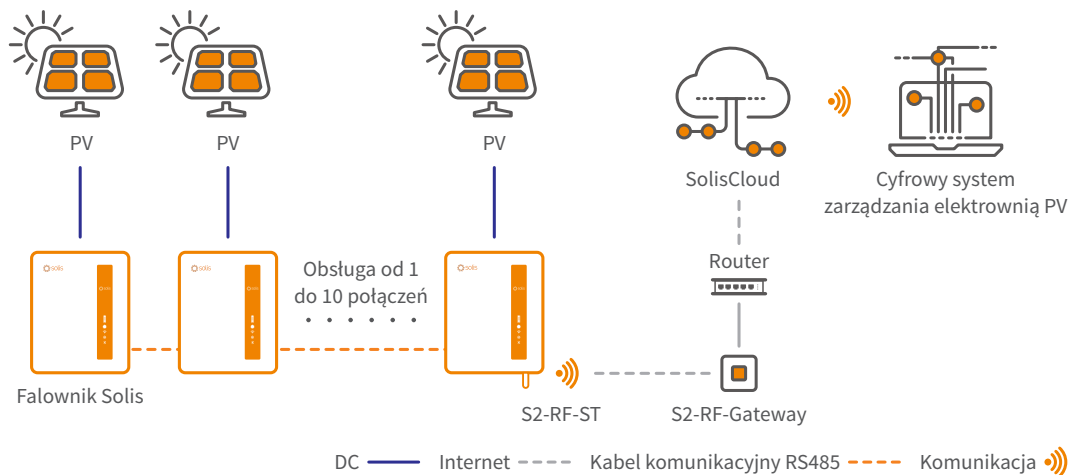 PV
PV
PV
SolisCloud
Cyfrowy system
zarządzania elektrownią PV
solis
solis
solis
Obsługa od 1
do 10 połączeń
Router
Falownik Solis
S2-RF-ST
S2-RF-Gateway
DC
Internet
Kabel komunikacyjny RS485
Komunikacja